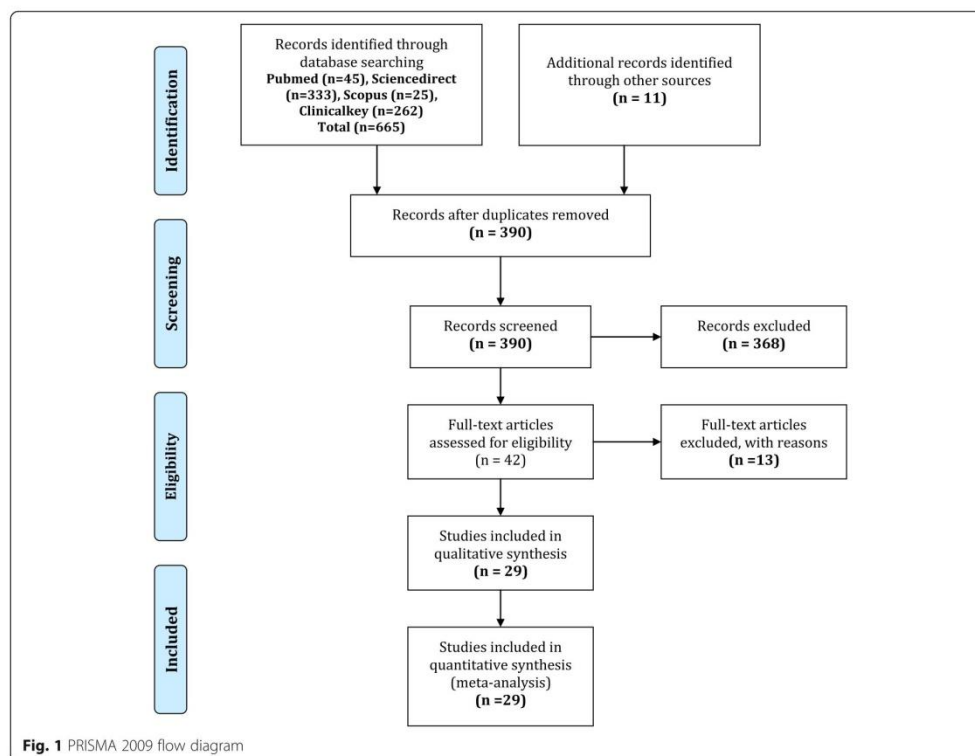 Identification
Records identified through
database searching
Pubmed (n=45), Sciencedirect
(n=333), Scopus (n=25),
Clinicalkey (n=262)
Total (n=665)
Additional records identified
through other sources
(n = 11)
Records after duplicates removed
(n = 390)
Screening
Records screened
(n = 390)
Records excluded
(n = 368)
Eligibility
Full-text articles
assessed for eligibility
(n = 42)
Full-text articles
excluded, with reasons
(n =13)
Studies included in
qualitative synthesis
(n = 29)
Included
Studies included in
quantitative synthesis
(meta-analysis)
(n =29)
Fig. 1 PRISMA 2009 flow diagram